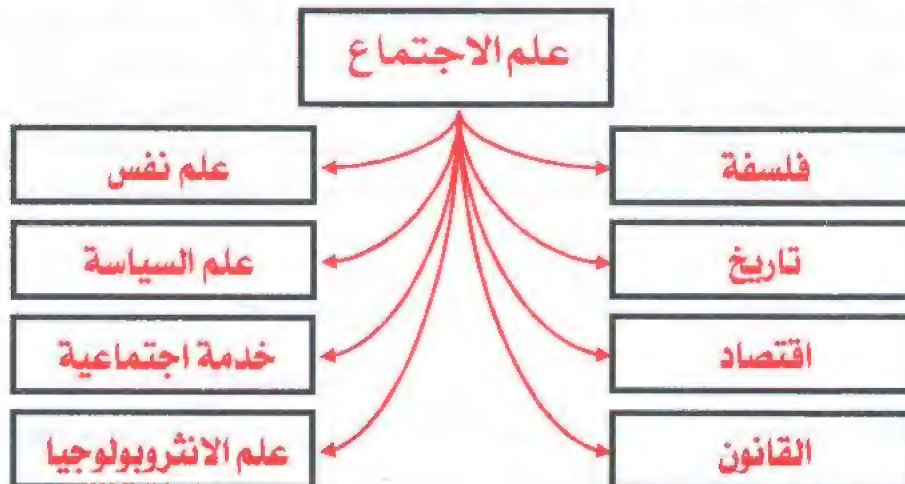 علم الاجتماع
فلسفة
علم نفس
تاريخ
علم السياسة
اقتصاد
خدمة اجتماعية
القانون
علم الانثروبولوجيا